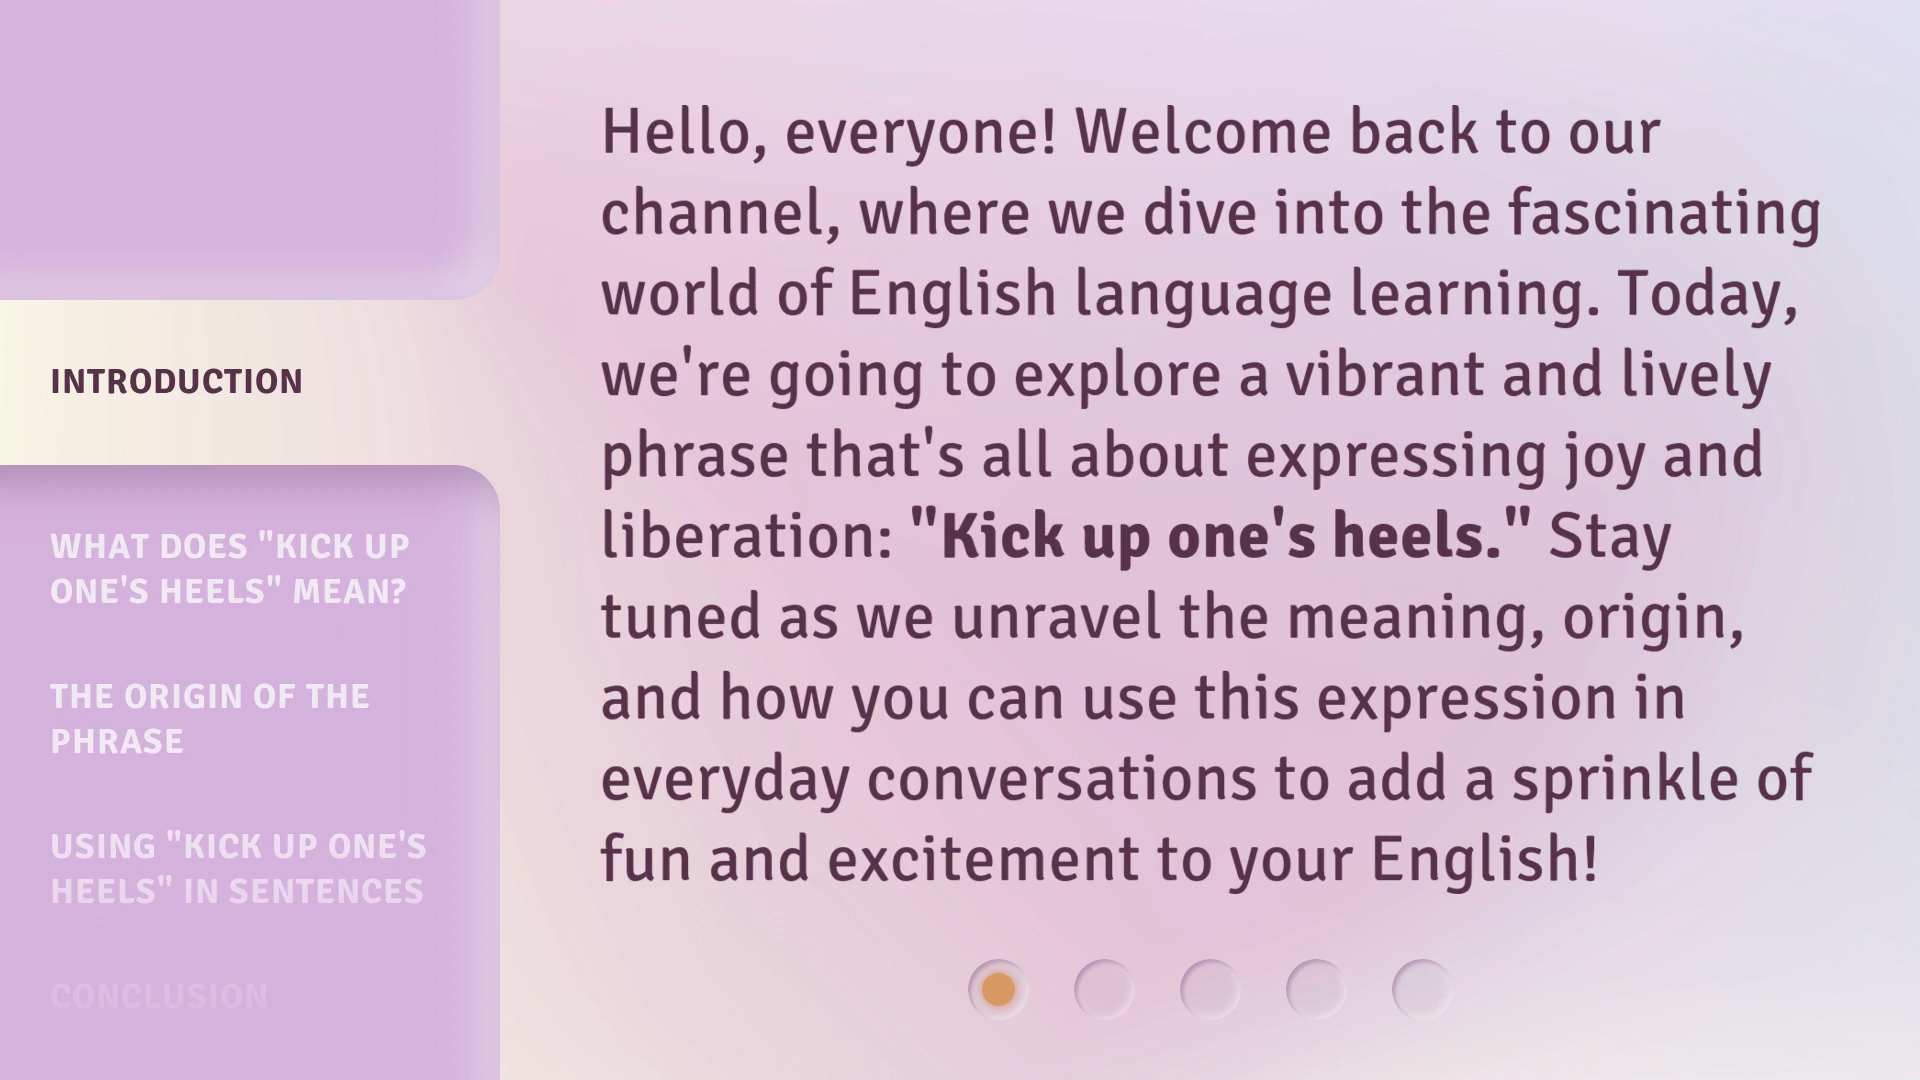 INTRODUCTION
WHAT DOES "KICK UP
ONE'S HEELS" MEAN?
THE ORIGIN OF THE
PHRASE
USING "KICK UP ONE'S
HEELS" IN SENTENCES
CONCLUSION
Hello, everyone! Welcome back to our
channel, where we dive into the fascinating
world of English language learning. Today,
we're going to explore a vibrant and lively
phrase that's all about expressing joy and
liberation: "Kick up one's heels." Stay
tuned as we unravel the meaning, origin,
and how you can use this expression in
everyday conversations to add a sprinkle of
fun and excitement to your English!